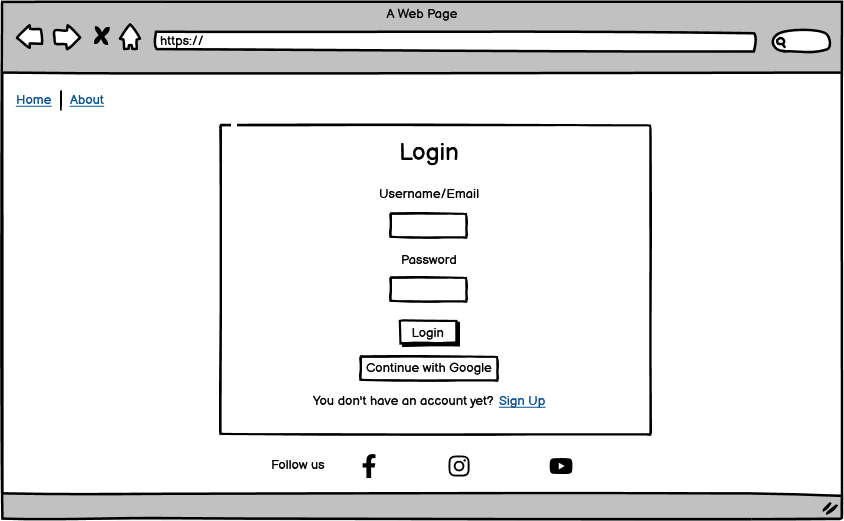 A Web Page
https://
Home | About
Login
Username/Email
Password
Login
Continue with Google
You don't have an account yet? Sign Up
Follow us